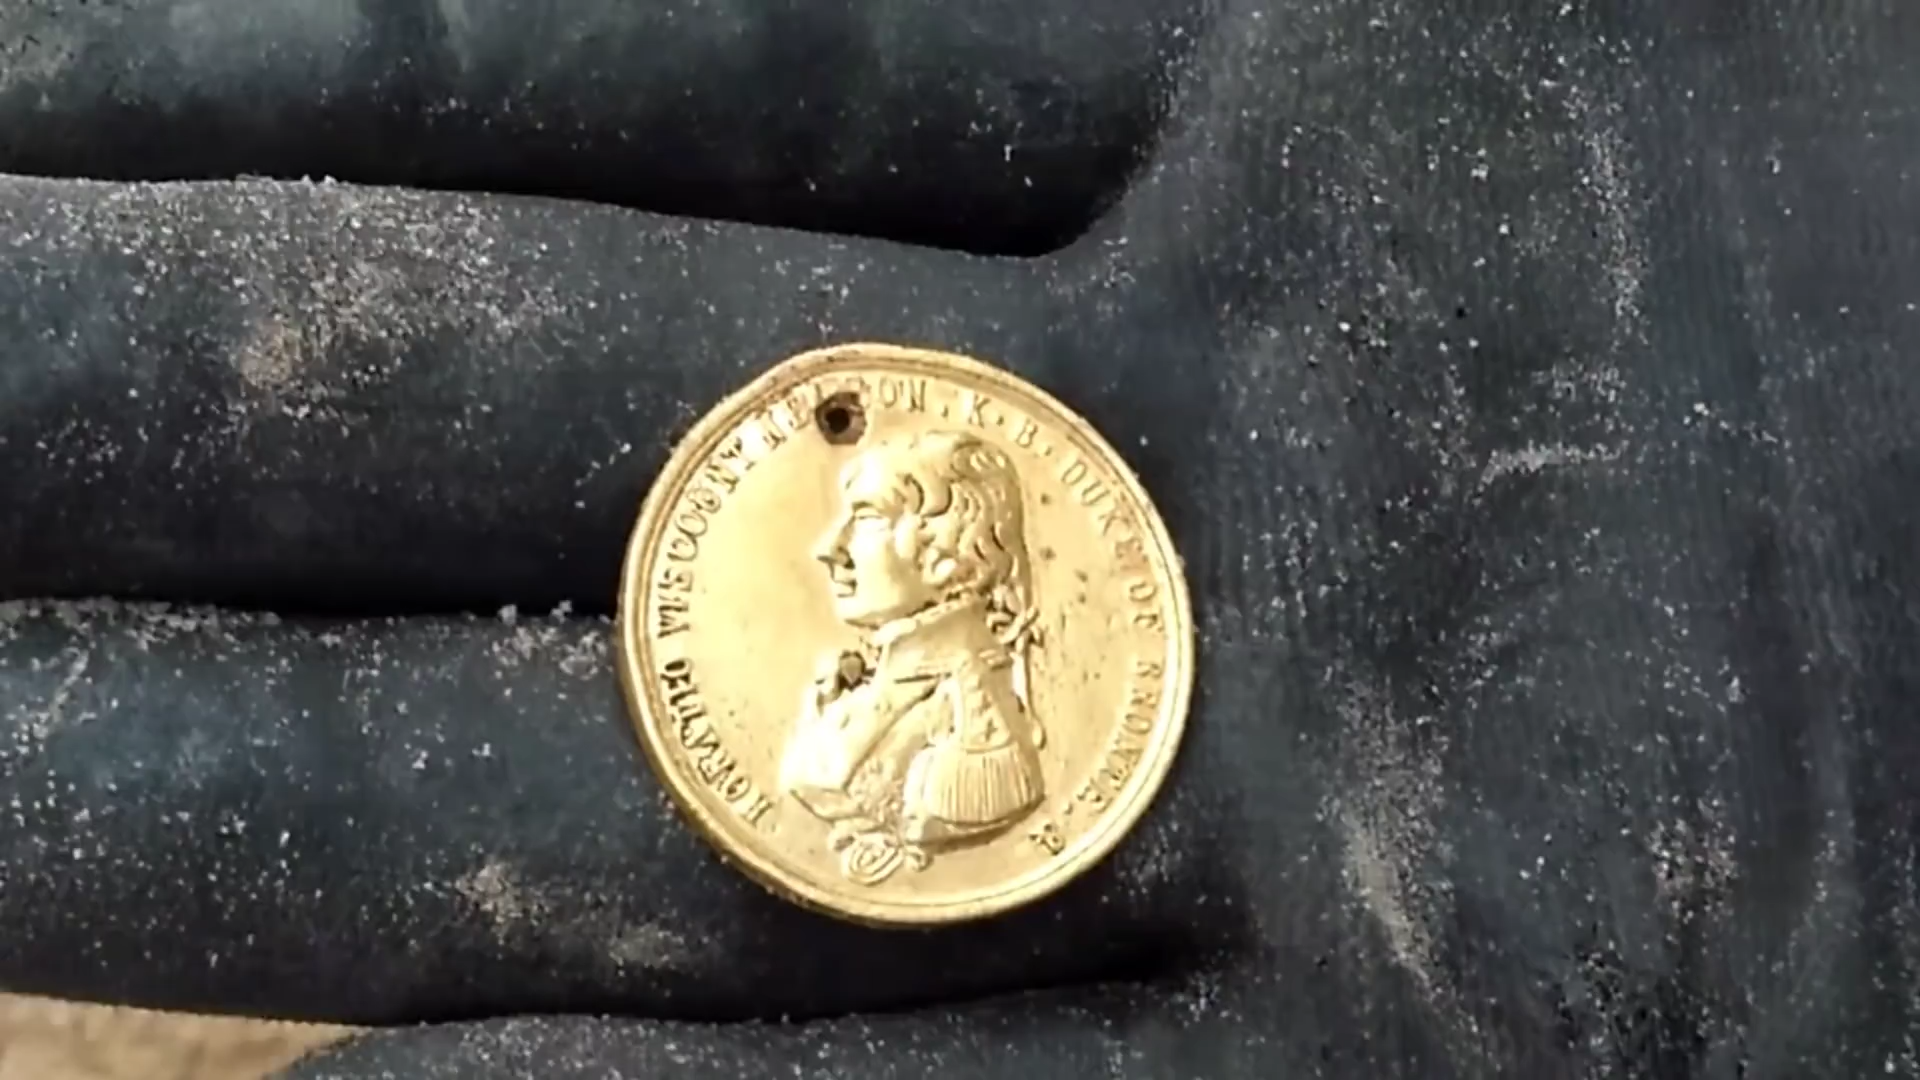 HORATIO VISCOUNT NELSON . K . B . DUKE OF BRONTE . &